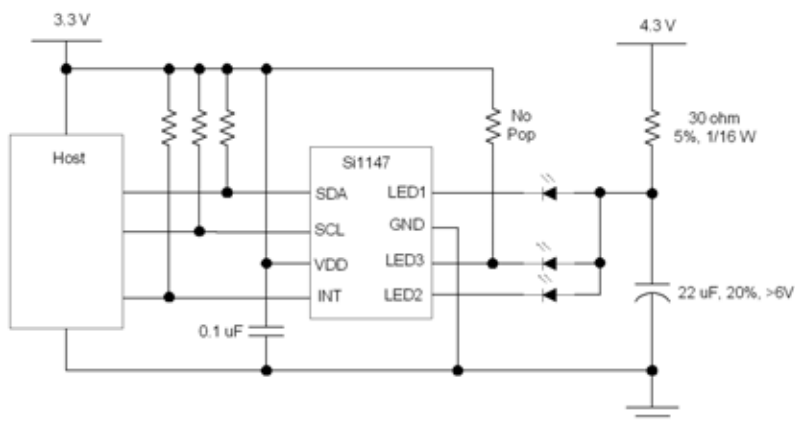 3.3 V
4.3 V
No
Pop
30 ohm
5%, 1/16 W
Host
Si1147
SDA
LED1
SCL
GND
VDD
LED3
INT
LED2
0.1 uF
22 uF, 20%, >6V